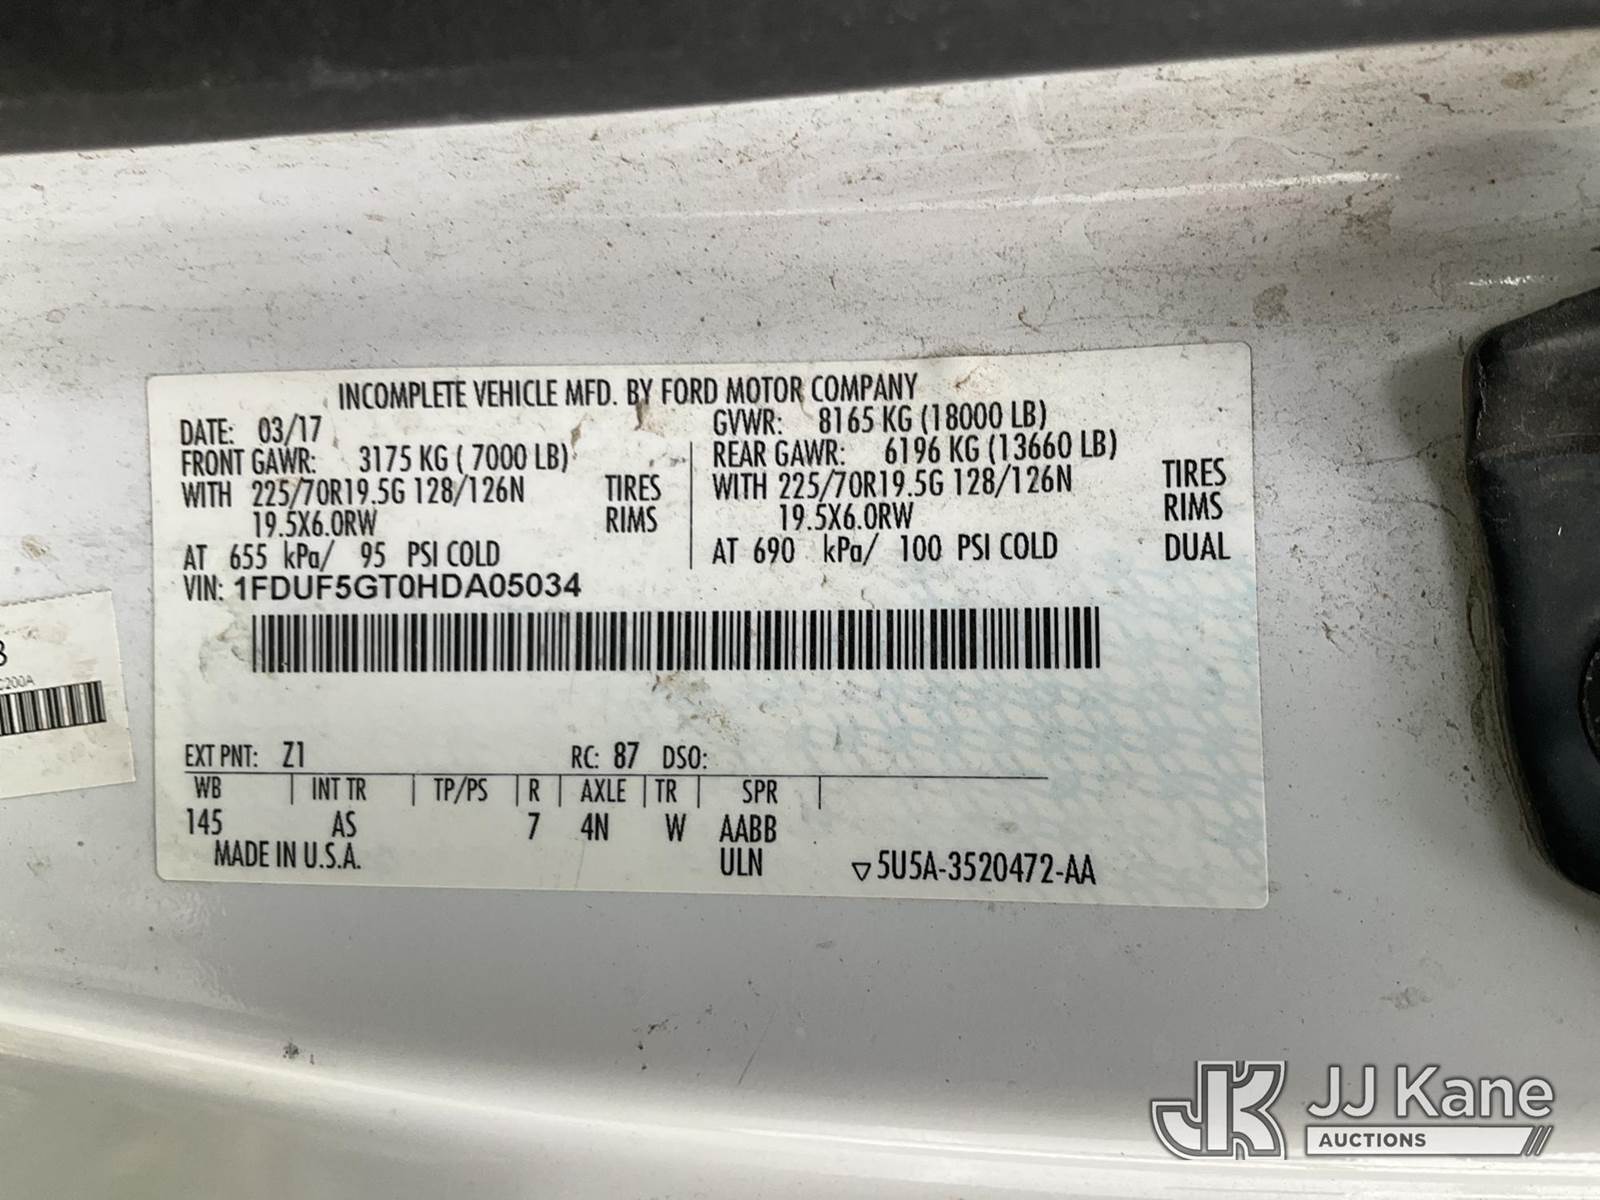 INCOMPLETE VEHICLE MFD. BY FORD MOTOR COMPANY
DATE: 03/17 GVWR: 8165 KG (18000 LB)
FRONT GAWR: 3175 KG ( 7000 LB) REAR GAWR: 6196 KG (13660 LB)
WITH 225/70R19.5G 128/126N TIRES WITH 225/70R19.5G 128/126N TIRES
19.5X6.0RW RIMS 19.5X6.0RW RIMS
AT 655 kPa/ 95 PSI COLD AT 690 kPa/ 100 PSI COLD DUAL
VIN: 1FDUF5GT0HDA05034
EXT PNT: Z1 RC: 87 DSO:
WB INT TR TP/PS R AXLE TR SPR
145 AS 7 4N W AABB
MADE IN U.S.A. ULN ▽5U5A-3520472-AA
JK JJ Kane
AUCTIONS